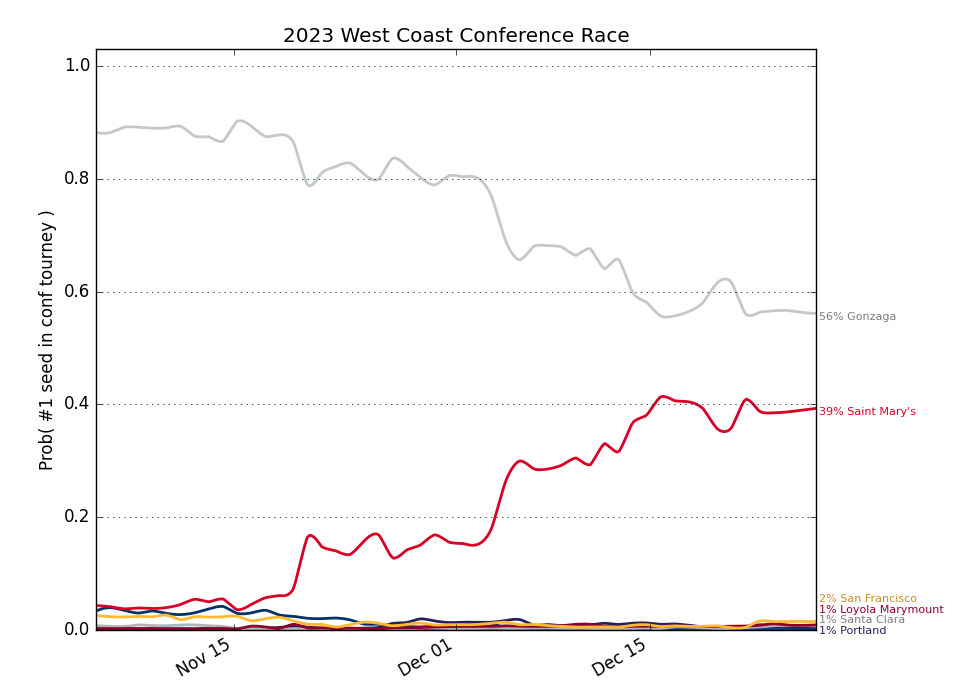 2023 West Coast Conference Race
Prob( #1 seed in conf tourney )
1.0
0.8
0.6
0.4
0.2
0.0
56% Gonzaga
39% Saint Mary's
2% San Francisco
1% Loyola Marymount
1% Santa Clara
1% Portland
Nov 15
Dec 01
Dec 15